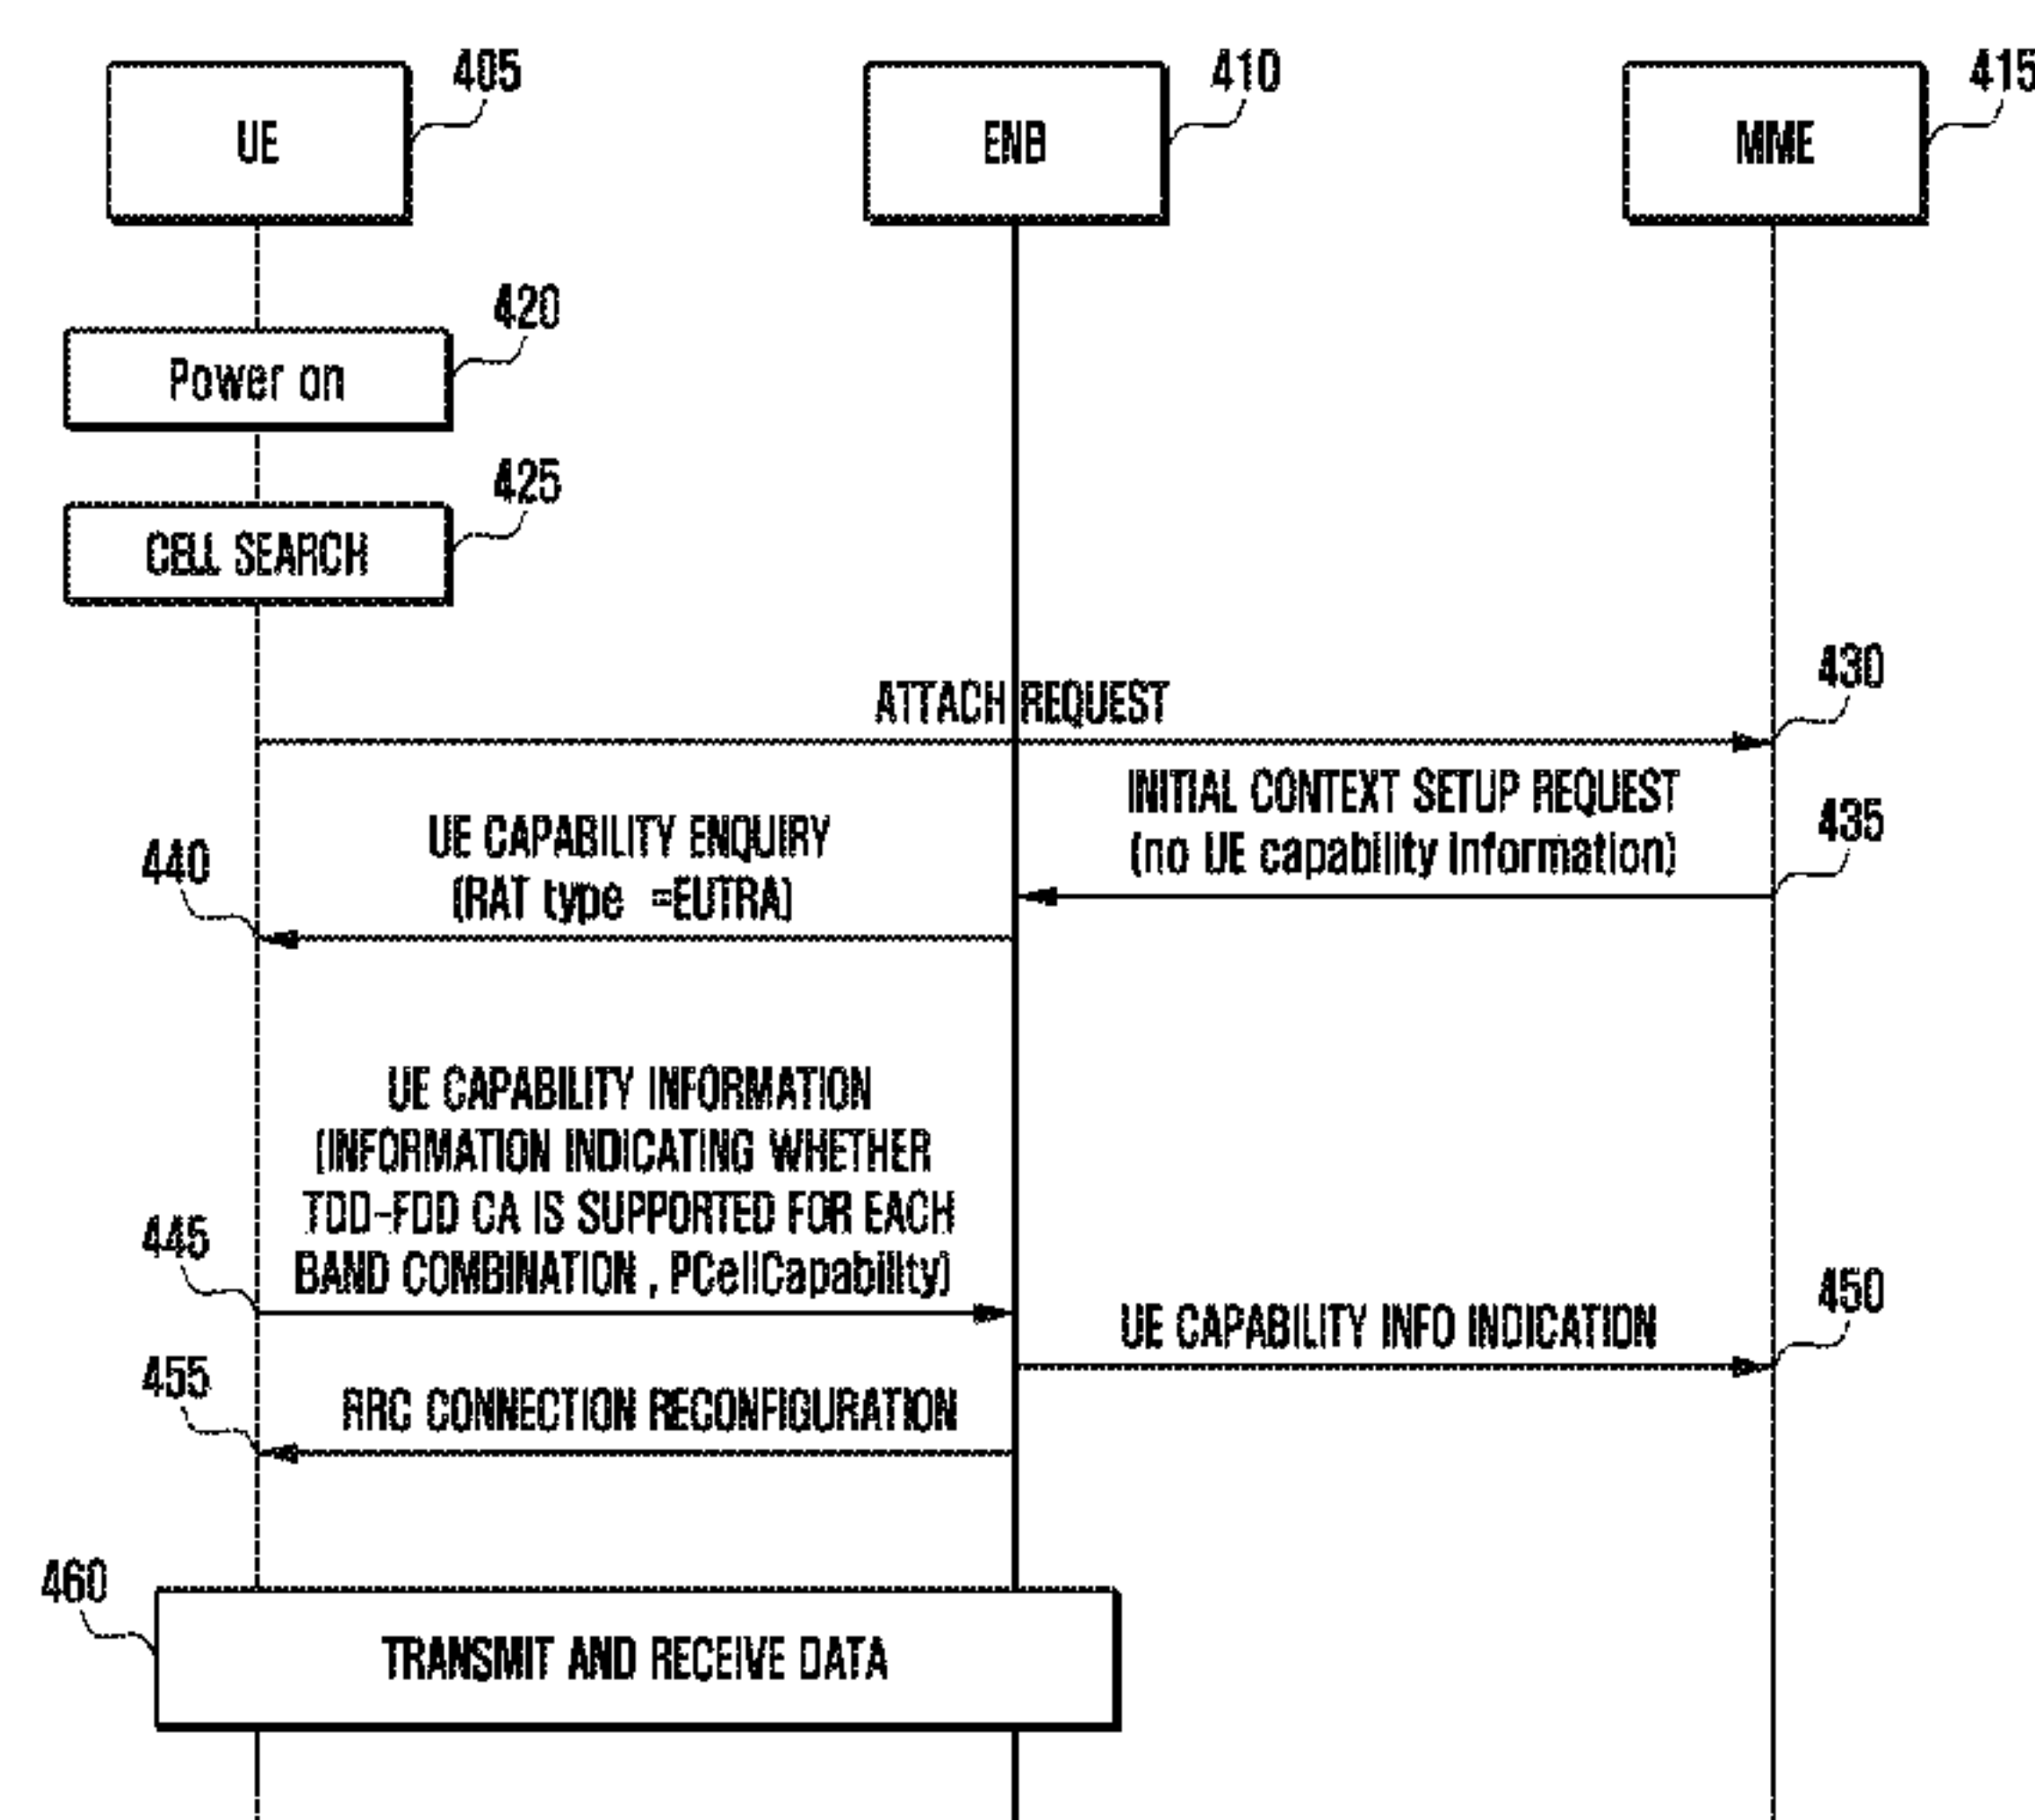 405
410
415
UE
ENB
MME
420
Power on
425
CELL SEARCH
430
ATTACH REQUEST
INITIAL CONTEXT SETUP REQUEST
(no UE capability information)
435
UE CAPABILITY ENQUIRY
(RAT type =EUTRA)
440
UE CAPABILITY INFORMATION
(INFORMATION INDICATING WHETHER
TDD-FDD CA IS SUPPORTED FOR EACH
BAND COMBINATION , PCellCapability)
445
450
UE CAPABILITY INFO INDICATION
455
RRC CONNECTION RECONFIGURATION
460
TRANSMIT AND RECEIVE DATA